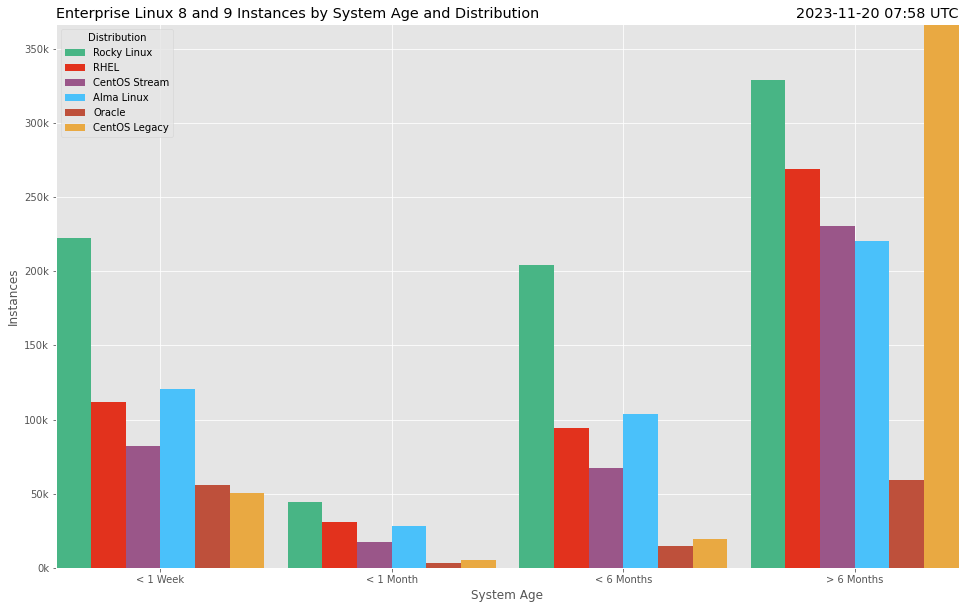 Enterprise Linux 8 and 9 Instances by System Age and Distribution
2023-11-20 07:58 UTC
Distribution
Rocky Linux
RHEL
CentOS Stream
Alma Linux
Oracle
CentOS Legacy
350k
300k
250k
200k
150k
100k
50k
0k
Instances
< 1 Week
< 1 Month
< 6 Months
> 6 Months
System Age